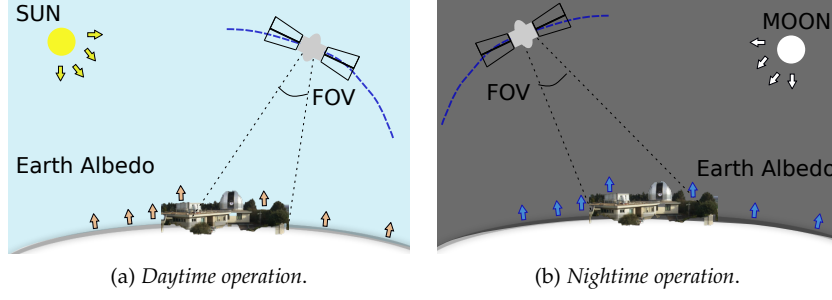 SUN
FOV
Earth Albedo
(a) Daytime operation.
MOON
FOV
Earth Albedo
(b) Nightime operation.